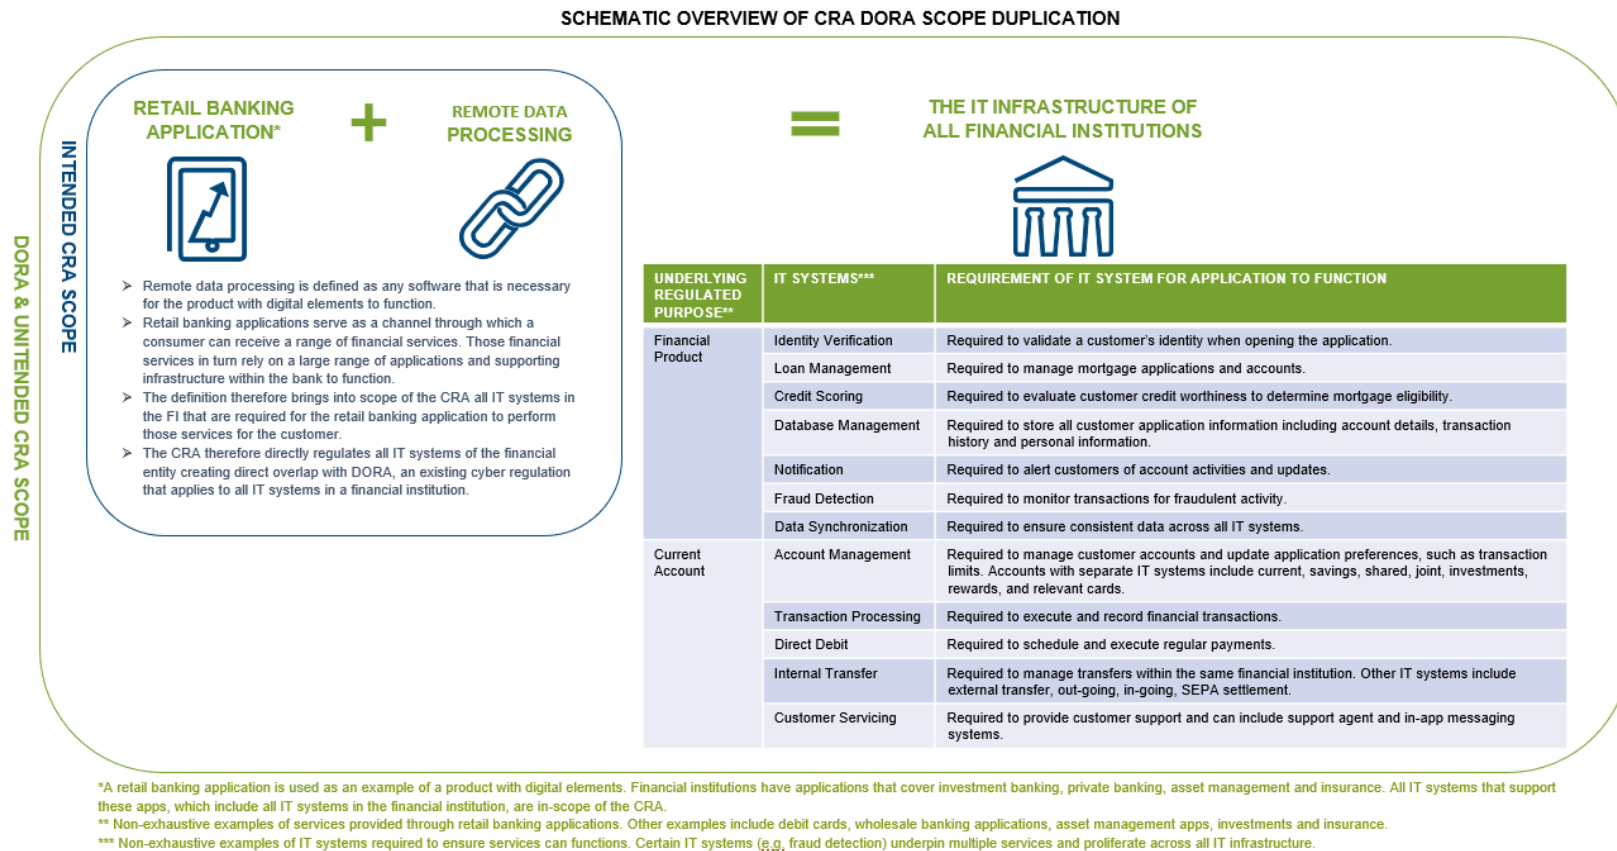 SCHEMATIC OVERVIEW OF CRA DORA SCOPE DUPLICATION
DORA & UNITENDED CRA SCOPE
INTENDED CRA SCOPE
RETAIL BANKING
APPLICATION*
+
REMOTE DATA
PROCESSING
=
THE IT INFRASTRUCTURE OF
ALL FINANCIAL INSTITUTIONS
➢ Remote data processing is defined as any software that is necessary
for the product with digital elements to function.
➢ Retail banking applications serve as a channel through which a
consumer can receive a range of financial services. Those financial
services in turn rely on a large range of applications and supporting
infrastructure within the bank to function.
➢ The definition therefore brings into scope of the CRA all IT systems in
the FI that are required for the retail banking application to perform
those services for the customer.
➢ The CRA therefore directly regulates all IT systems of the financial
entity creating direct overlap with DORA, an existing cyber regulation
that applies to all IT systems in a financial institution.
UNDERLYING
REGULATED
PURPOSE**
IT SYSTEMS***
REQUIREMENT OF IT SYSTEM FOR APPLICATION TO FUNCTION
Financial
Product
Identity Verification
Required to validate a customer's identity when opening the application.
Loan Management
Required to manage mortgage applications and accounts.
Credit Scoring
Required to evaluate customer credit worthiness to determine mortgage eligibility.
Database Management
Required to store all customer application information including account details, transaction
history and personal information.
Notification
Required to alert customers of account activities and updates.
Fraud Detection
Required to monitor transactions for fraudulent activity.
Data Synchronization
Required to ensure consistent data across all IT systems.
Current
Account
Account Management
Required to manage customer accounts and update application preferences, such as transaction
limits. Accounts with separate IT systems include current, savings, shared, joint, investments,
rewards, and relevant cards.
Transaction Processing
Required to execute and record financial transactions.
Direct Debit
Required to schedule and execute regular payments.
Internal Transfer
Required to manage transfers within the same financial institution. Other IT systems include
external transfer, out-going, in-going, SEPA settlement.
Customer Servicing
Required to provide customer support and can include support agent and in-app messaging
systems.
*A retail banking application is used as an example of a product with digital elements. Financial institutions have applications that cover investment banking, private banking, asset management and insurance. All IT systems that support
these apps, which include all IT systems in the financial institution, are in-scope of the CRA.
** Non-exhaustive examples of services provided through retail banking applications. Other examples include debit cards, wholesale banking applications, asset management apps, investments and insurance.
*** Non-exhaustive examples of IT systems required to ensure services can functions. Certain IT systems (e.g. fraud detection) underpin multiple services and proliferate across all IT infrastructure.